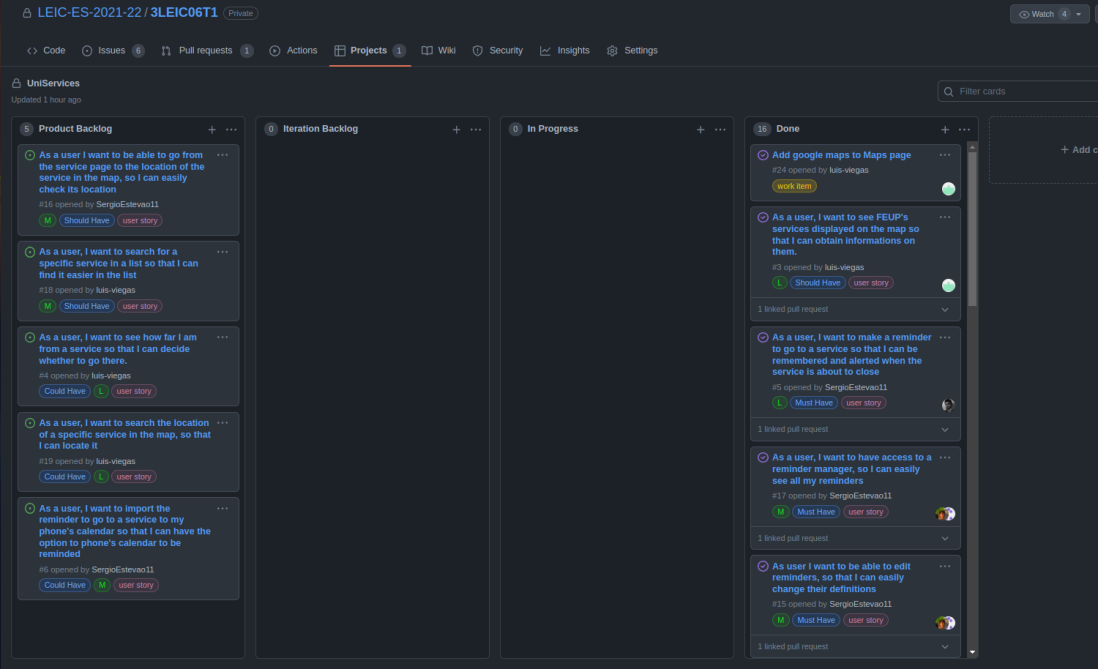 LEIC-ES-2021-22 / 3LEIC06T1 Private
Watch 4
Code Issues 6 Pull requests 1 Actions Projects 1 Wiki Security Insights Settings
UniServices
Updated 1 hour ago
Filter cards
5 Product Backlog
As a user I want to be able to go from
the service page to the location of the
service in the map, so I can easily
check its location
#16 opened by SergioEstevao11
M Should Have user story
As a user, I want to search for a
specific service in a list so that I can
find it easier in the list
#18 opened by luis-viegas
M Should Have user story
As a user, I want to see how far I am
from a service so that I can decide
whether to go there.
#4 opened by luis-viegas
Could Have L user story
As a user, I want to search the location
of a specific service in the map, so that
I can locate it
#19 opened by luis-viegas
Could Have L user story
As a user, I want to import the
reminder to go to a service to my
phone's calendar so that I can have the
option to phone's calendar to be
reminded
#6 opened by SergioEstevao11
Could Have M user story
0 Iteration Backlog
0 In Progress
16 Done
Add google maps to Maps page
#24 opened by luis-viegas
work item
As a user, I want to see FEUP's
services displayed on the map so
that I can obtain informations on
them.
#3 opened by luis-viegas
L Should Have user story
1 linked pull request
As a user, I want to make a reminder
to go to a service so that I can be
remembered and alerted when the
service is about to close
#5 opened by SergioEstevao11
L Must Have user story
1 linked pull request
As a user, I want to have access to a
reminder manager, so I can easily
see all my reminders
#17 opened by SergioEstevao11
M Must Have user story
1 linked pull request
As user I want to be able to edit
reminders, so that I can easily
change their definitions
#15 opened by SergioEstevao11
M Must Have user story
1 linked pull request
Add c